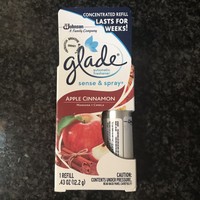 Johnson
A Family Company
CONCENTRATED REFILL
LASTS FOR
WEEKS!
glade
sense & spray
APPLE CINNAMON
1 REFILL
.43 OZ (12.2 g)
CAUTION:
CONTENTS UNDER PRESSURE.